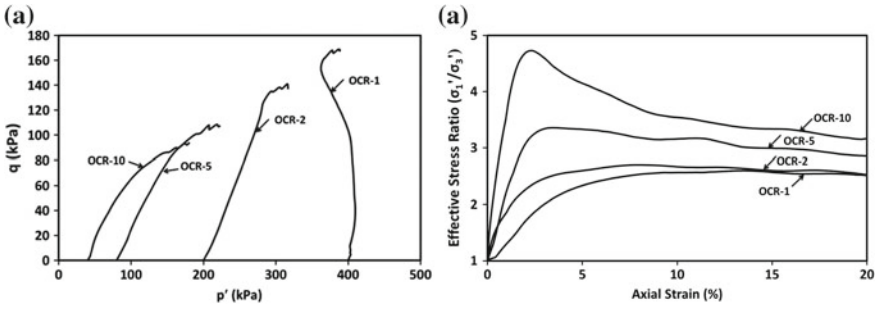 (a)
180
160
140
120
100
80
60
40
20
0
q (kPa)
0
100
200
300
400
500
p' (kPa)
OCR-10
OCR-5
OCR-2
OCR-1
(a)
5
4
3
2
1
Effective Stress Ratio (σ1'/σ3')
0
5
10
15
20
Axial Strain (%)
OCR-10
OCR-5
OCR-2
OCR-1